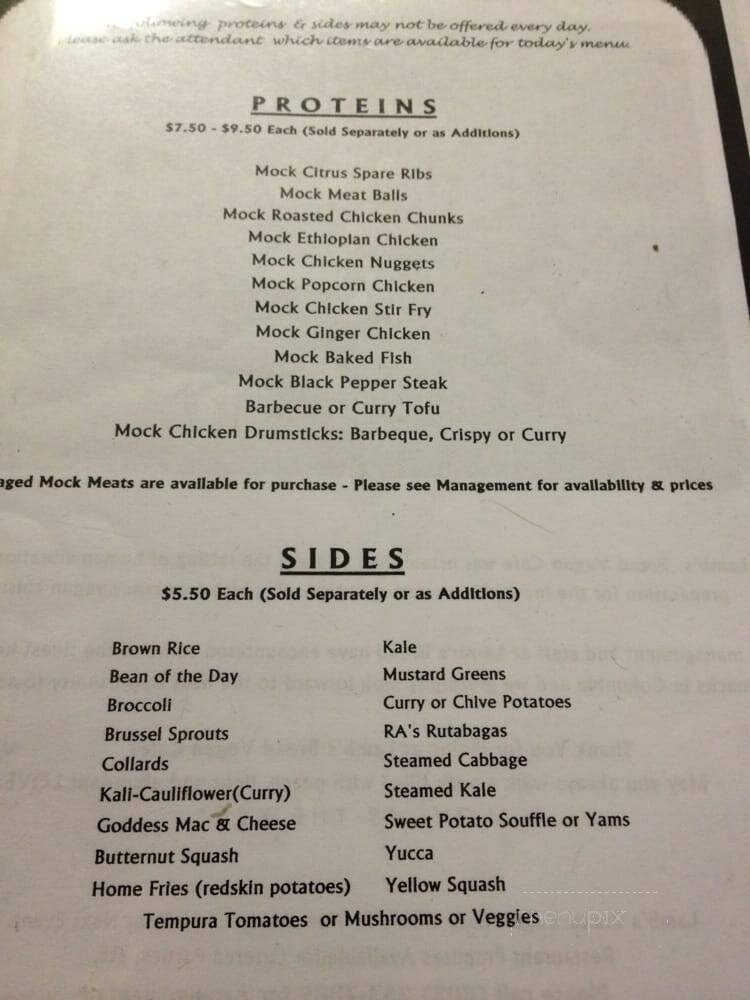 proteins & sides may not be offered every day.
ask the attendant which items are available for today's menu
PROTEINS
$7.50 - $9.50 Each (Sold Separately or as Additions)
Mock Citrus Spare Ribs
Mock Meat Balls
Mock Roasted Chicken Chunks
Mock Ethiopian Chicken
Mock Chicken Nuggets
Mock Popcorn Chicken
Mock Chicken Stir Fry
Mock Ginger Chicken
Mock Baked Fish
Mock Black Pepper Steak
Barbecue or Curry Tofu
Mock Chicken Drumsticks: Barbeque, Crispy or Curry
Mock Meats are available for purchase - Please see Management for availability & prices
SIDES
$5.50 Each (Sold Separately or as Additions)
Brown Rice Kale
Bean of the Day Mustard Greens
Broccoli Curry or Chive Potatoes
Brussel Sprouts RA's Rutabagas
Collards Steamed Cabbage
Kali-Cauliflower(Curry) Steamed Kale
Goddess Mac & Cheese Sweet Potato Souffle or Yams
Butternut Squash Yucca
Home Fries (redskin potatoes) Yellow Squash
Tempura Tomatoes or Mushrooms or Veggies
menupix